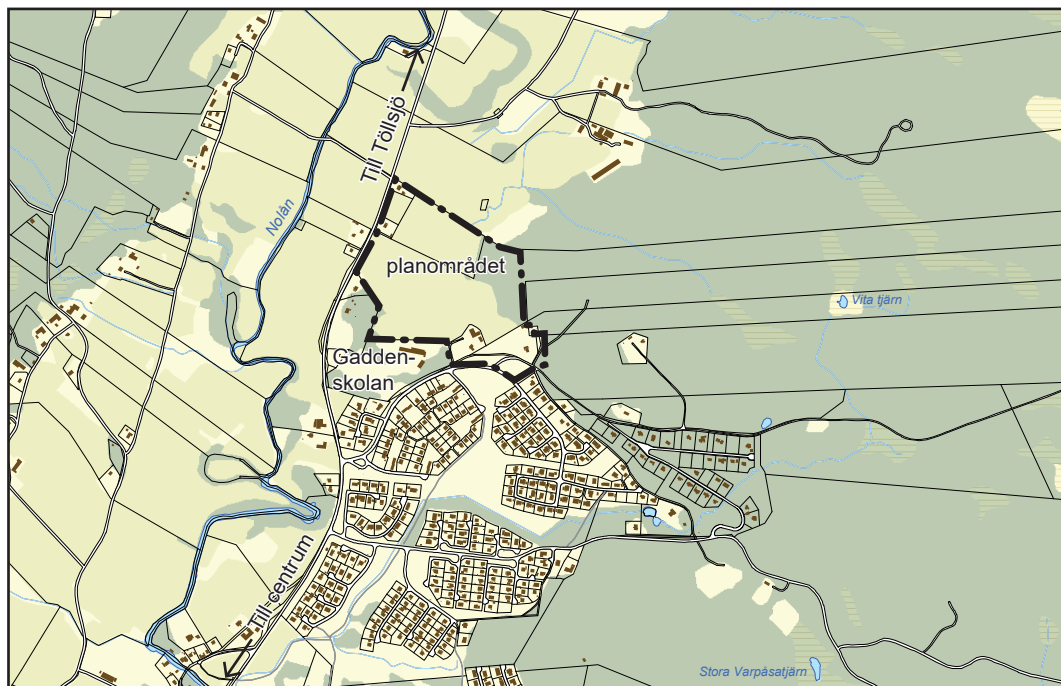 Till Töllsjö
Nolån
planområdet
Vita tjärn
Gadden-
skolan
Till centrum
Stora Varpåsatjärn